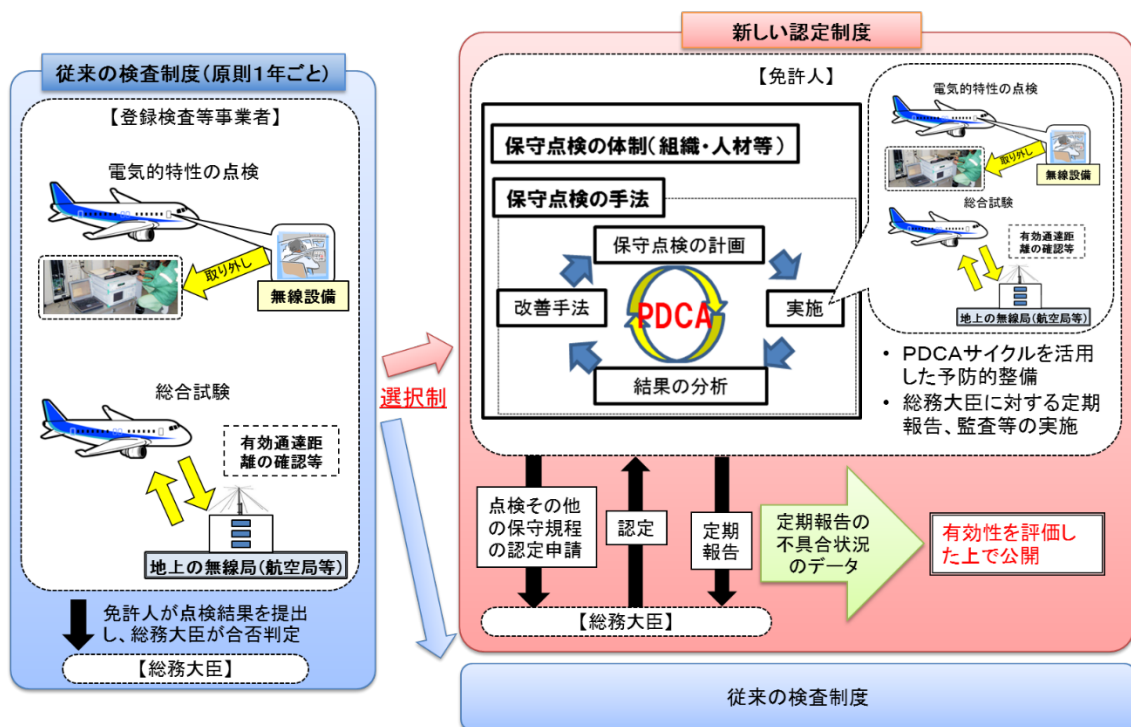 従来の検査制度(原則１年ごと)
【登録検査等事業者】
電気的特性の点検
取り外し
無線設備
総合試験
有効通達距
離の確認等
地上の無線局(航空局等)
免許人が点検結果を提出
し、総務大臣が合否判定
【総務大臣】
選択制
新しい認定制度
【免許人】
保守点検の体制(組織・人材等)
保守点検の手法
保守点検の計画
改善手法
PDCA
実施
結果の分析
電気的特性の点検
取り外し
無線設備
総合試験
有効通達距
離の確認等
地上の無線局(航空局等)
• PDCAサイクルを活用
した予防的整備
• 総務大臣に対する定期
報告、監査等の実施
点検その他
の保守規程
の認定申請
認定
定期
報告
定期報告の
不具合状況
のデータ
有効性を評価し
た上で公開
【総務大臣】
従来の検査制度